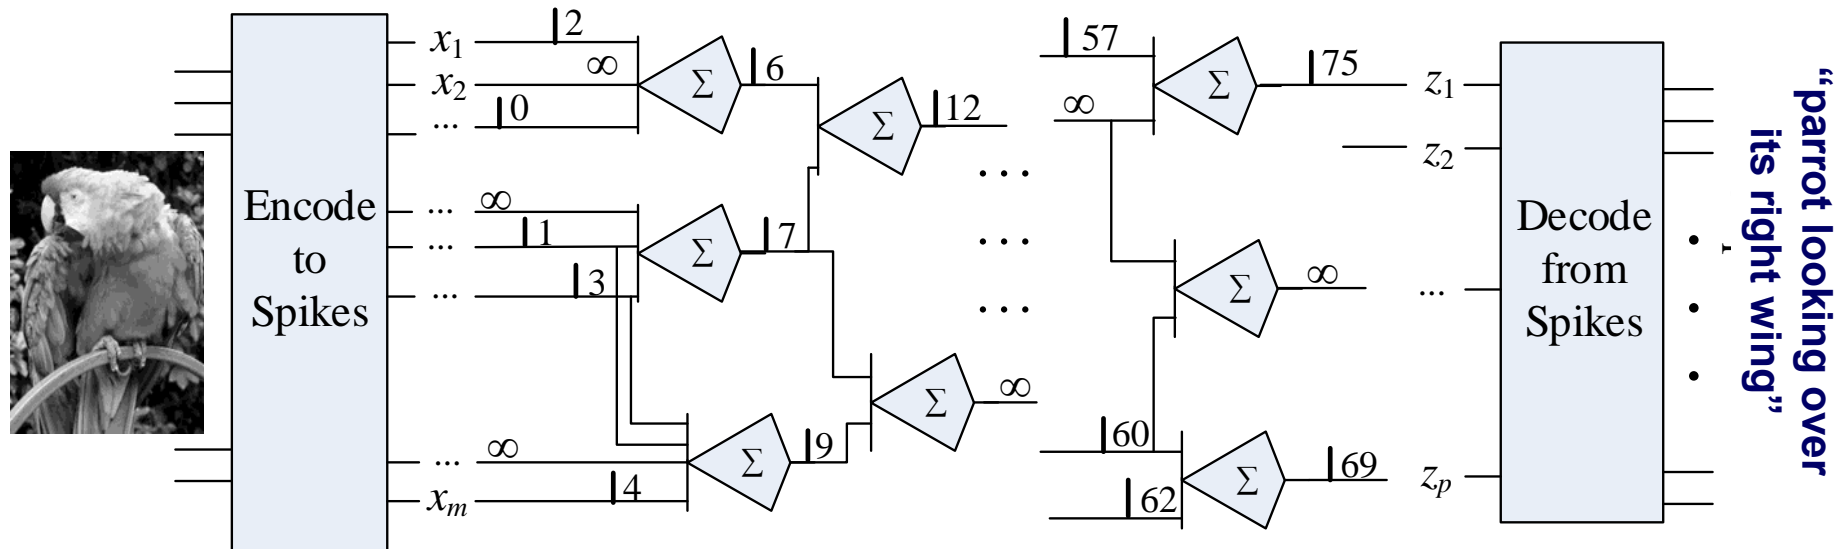 Encode
to
Spikes
x1
x2
...
...
...
...
...
xm
2
∞
0
∞
1
3
∞
4
Σ
Σ
Σ
6
7
9
Σ
Σ
12
∞
. . .
. . .
. . .
57
∞
60
62
Σ
Σ
Σ
75
∞
69
z1
z2
...
zp
Decode
from
Spikes
“parrot looking over
its right wing”